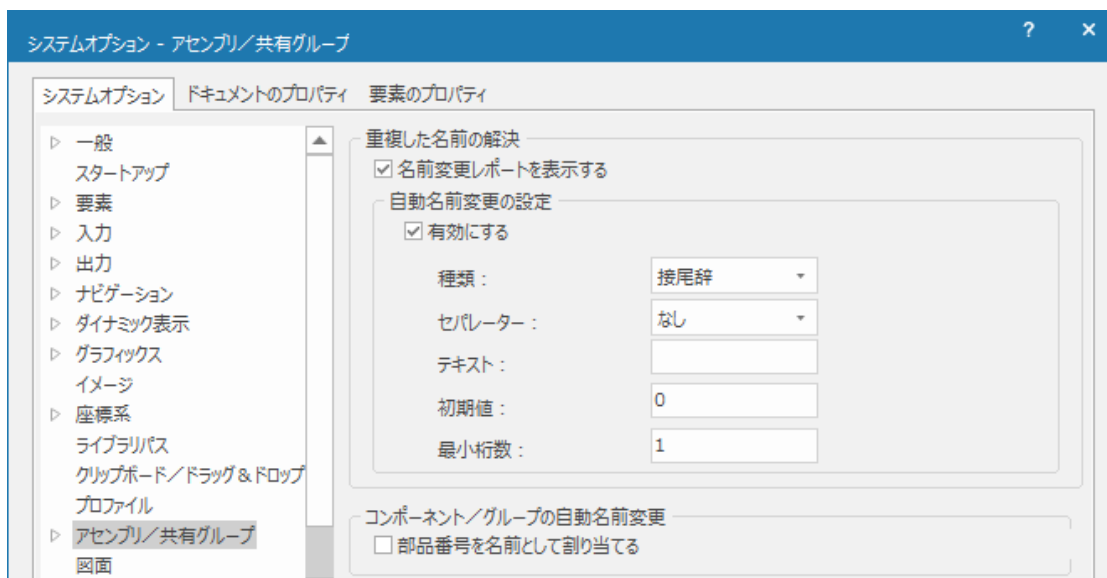 システムオプション - アセンブリ／共有グループ
? ×
システムオプション ドキュメントのプロパティ 要素のプロパティ
一般
スタートアップ
要素
入力
出力
ナビゲーション
ダイナミック表示
グラフィックス
イメージ
座標系
ライブラリパス
クリップボード／ドラッグ＆ドロップ
プロファイル
アセンブリ／共有グループ
図面
重複した名前の解決
名前変更レポートを表示する
自動名前変更の設定
有効にする
種類： 接尾辞
セパレーター： なし
テキスト：
初期値： 0
最小桁数： 1
コンポーネント／グループの自動名前変更
部品番号を名前として割り当てる